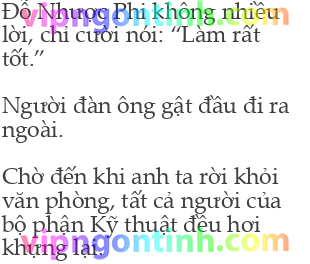 Đỗ Nhược Phi không nhiều
lời, chỉ cười nói: “Làm rất
tốt.”
Người đàn ông gật đầu đi ra
ngoài.
Chờ đến khi anh ta rời khỏi
văn phòng, tất cả người của
bộ phận Kỹ thuật đều hơi
khựng lại.
vipngontinh.com
vipngontinh.com